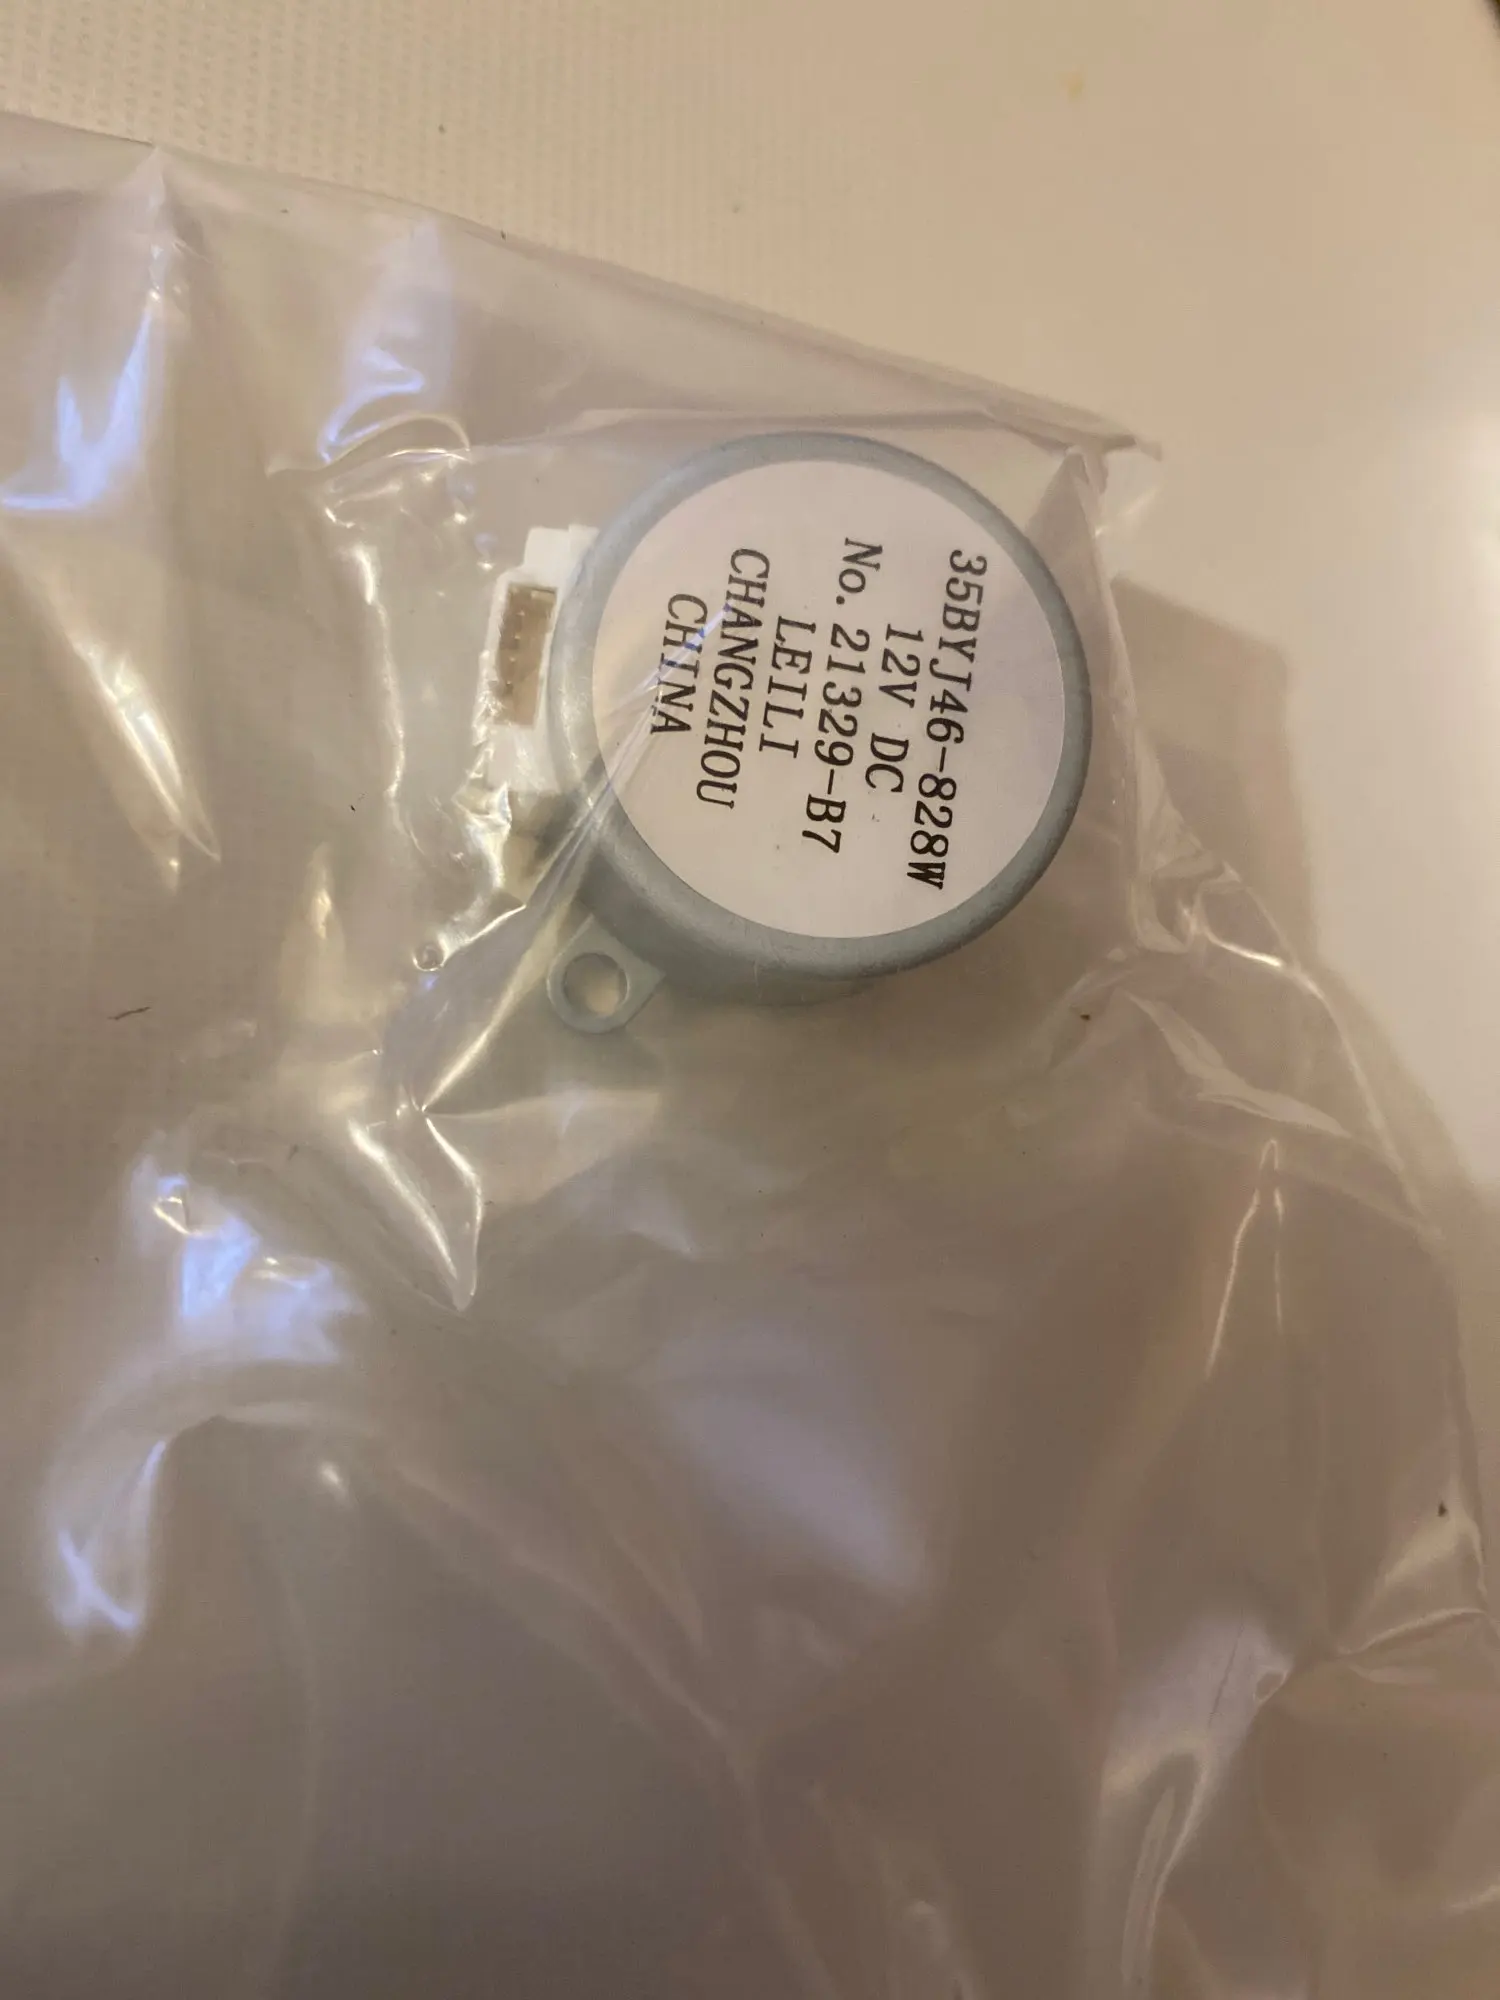 35BYJ46-828W
12V DC
No. 21329-B7
LEILI
CHANGZHOU
CHINA